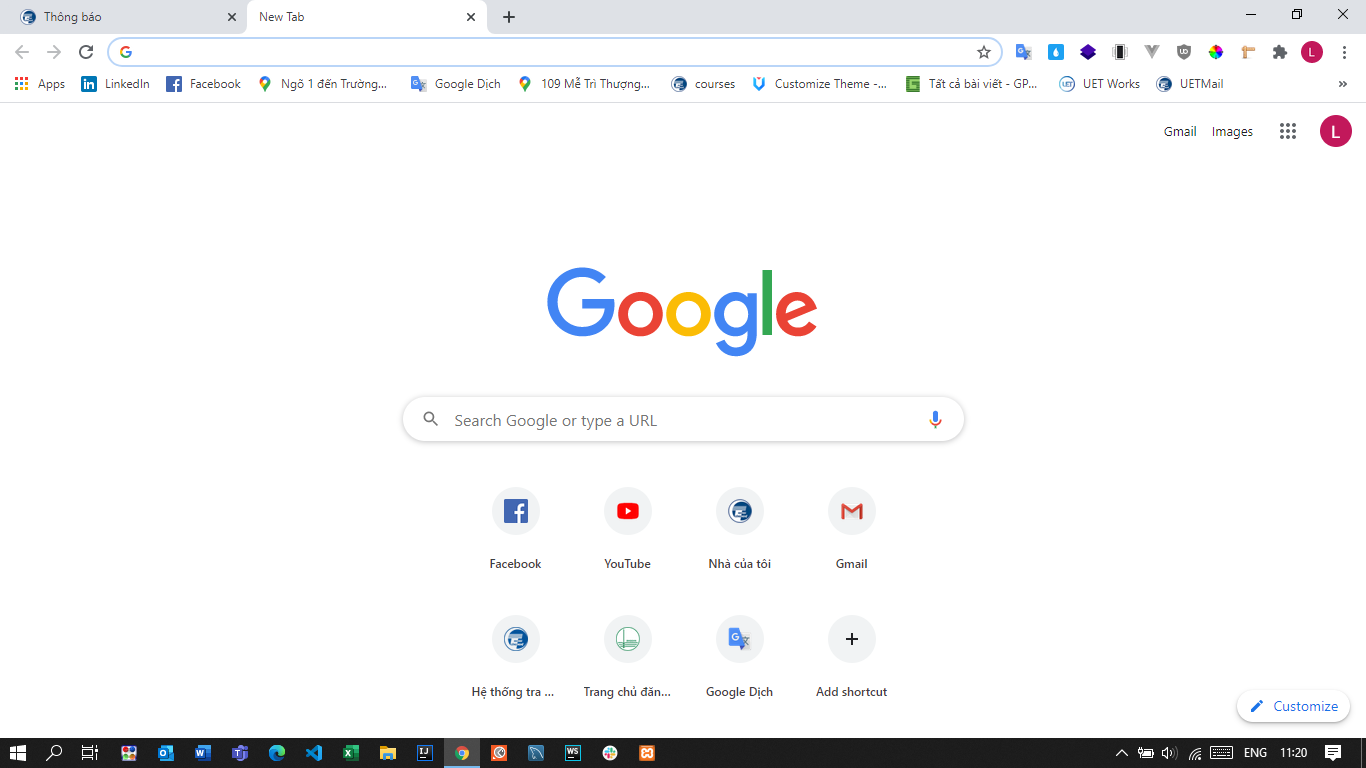 Thông báo
New Tab
Apps
LinkedIn
Facebook
Ngõ 1 đến Trường...
Google Dịch
109 Mễ Trì Thượng...
courses
Customize Theme -...
Tất cả bài viết - GP...
UET Works
UETMail
»
Gmail
Images
L
Google
Search Google or type a URL
Facebook
YouTube
Nhà của tôi
Gmail
Hệ thống tra ...
Trang chủ đăn...
Google Dịch
Add shortcut
Customize
ENG
11:20